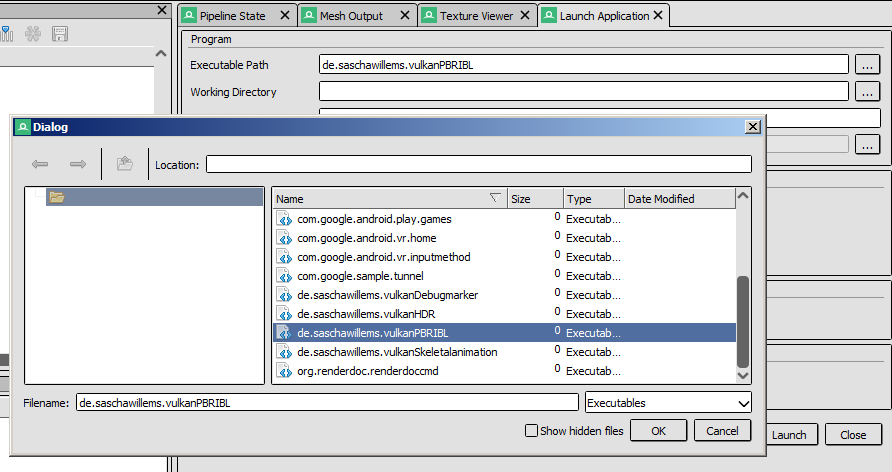 Pipeline State
Mesh Output
Texture Viewer
Launch Application
Program
Executable Path
de.saschawillems.vulkanPBRIBL
...
Working Directory
...
Dialog
...
Location:
Name
Size
Type
Date Modified
com.google.android.play.games 0 Executab...
com.google.android.vr.home 0 Executab...
com.google.android.vr.inputmethod 0 Executab...
com.google.sample.tunnel 0 Executab...
de.saschawillems.vulkanDebugmarker 0 Executab...
de.saschawillems.vulkanHDR 0 Executab...
de.saschawillems.vulkanPBRIBL 0 Executab...
de.saschawillems.vulkanSkeletalanimation 0 Executab...
org.renderdoc.renderdoccmd 0 Executab...
Filename:
de.saschawillems.vulkanPBRIBL
Executables
Show hidden files
OK
Cancel
Launch
Close